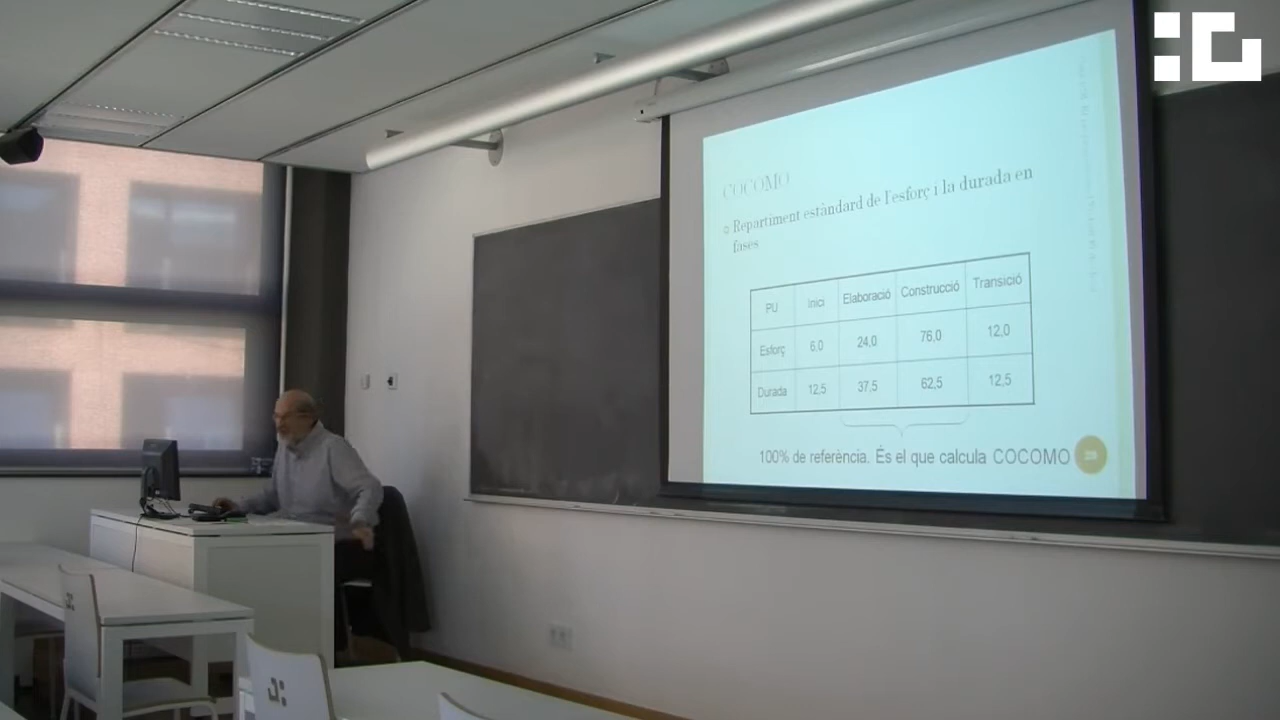 COCOMO
Repartiment estàndard de l'esforç i la durada en
fases
PU Inici Elaboració Construcció Transició
Esforç 6,0 24,0 76,0 12,0
Durada 12,5 37,5 62,5 12,5
100% de referència. És el que calcula COCOMO